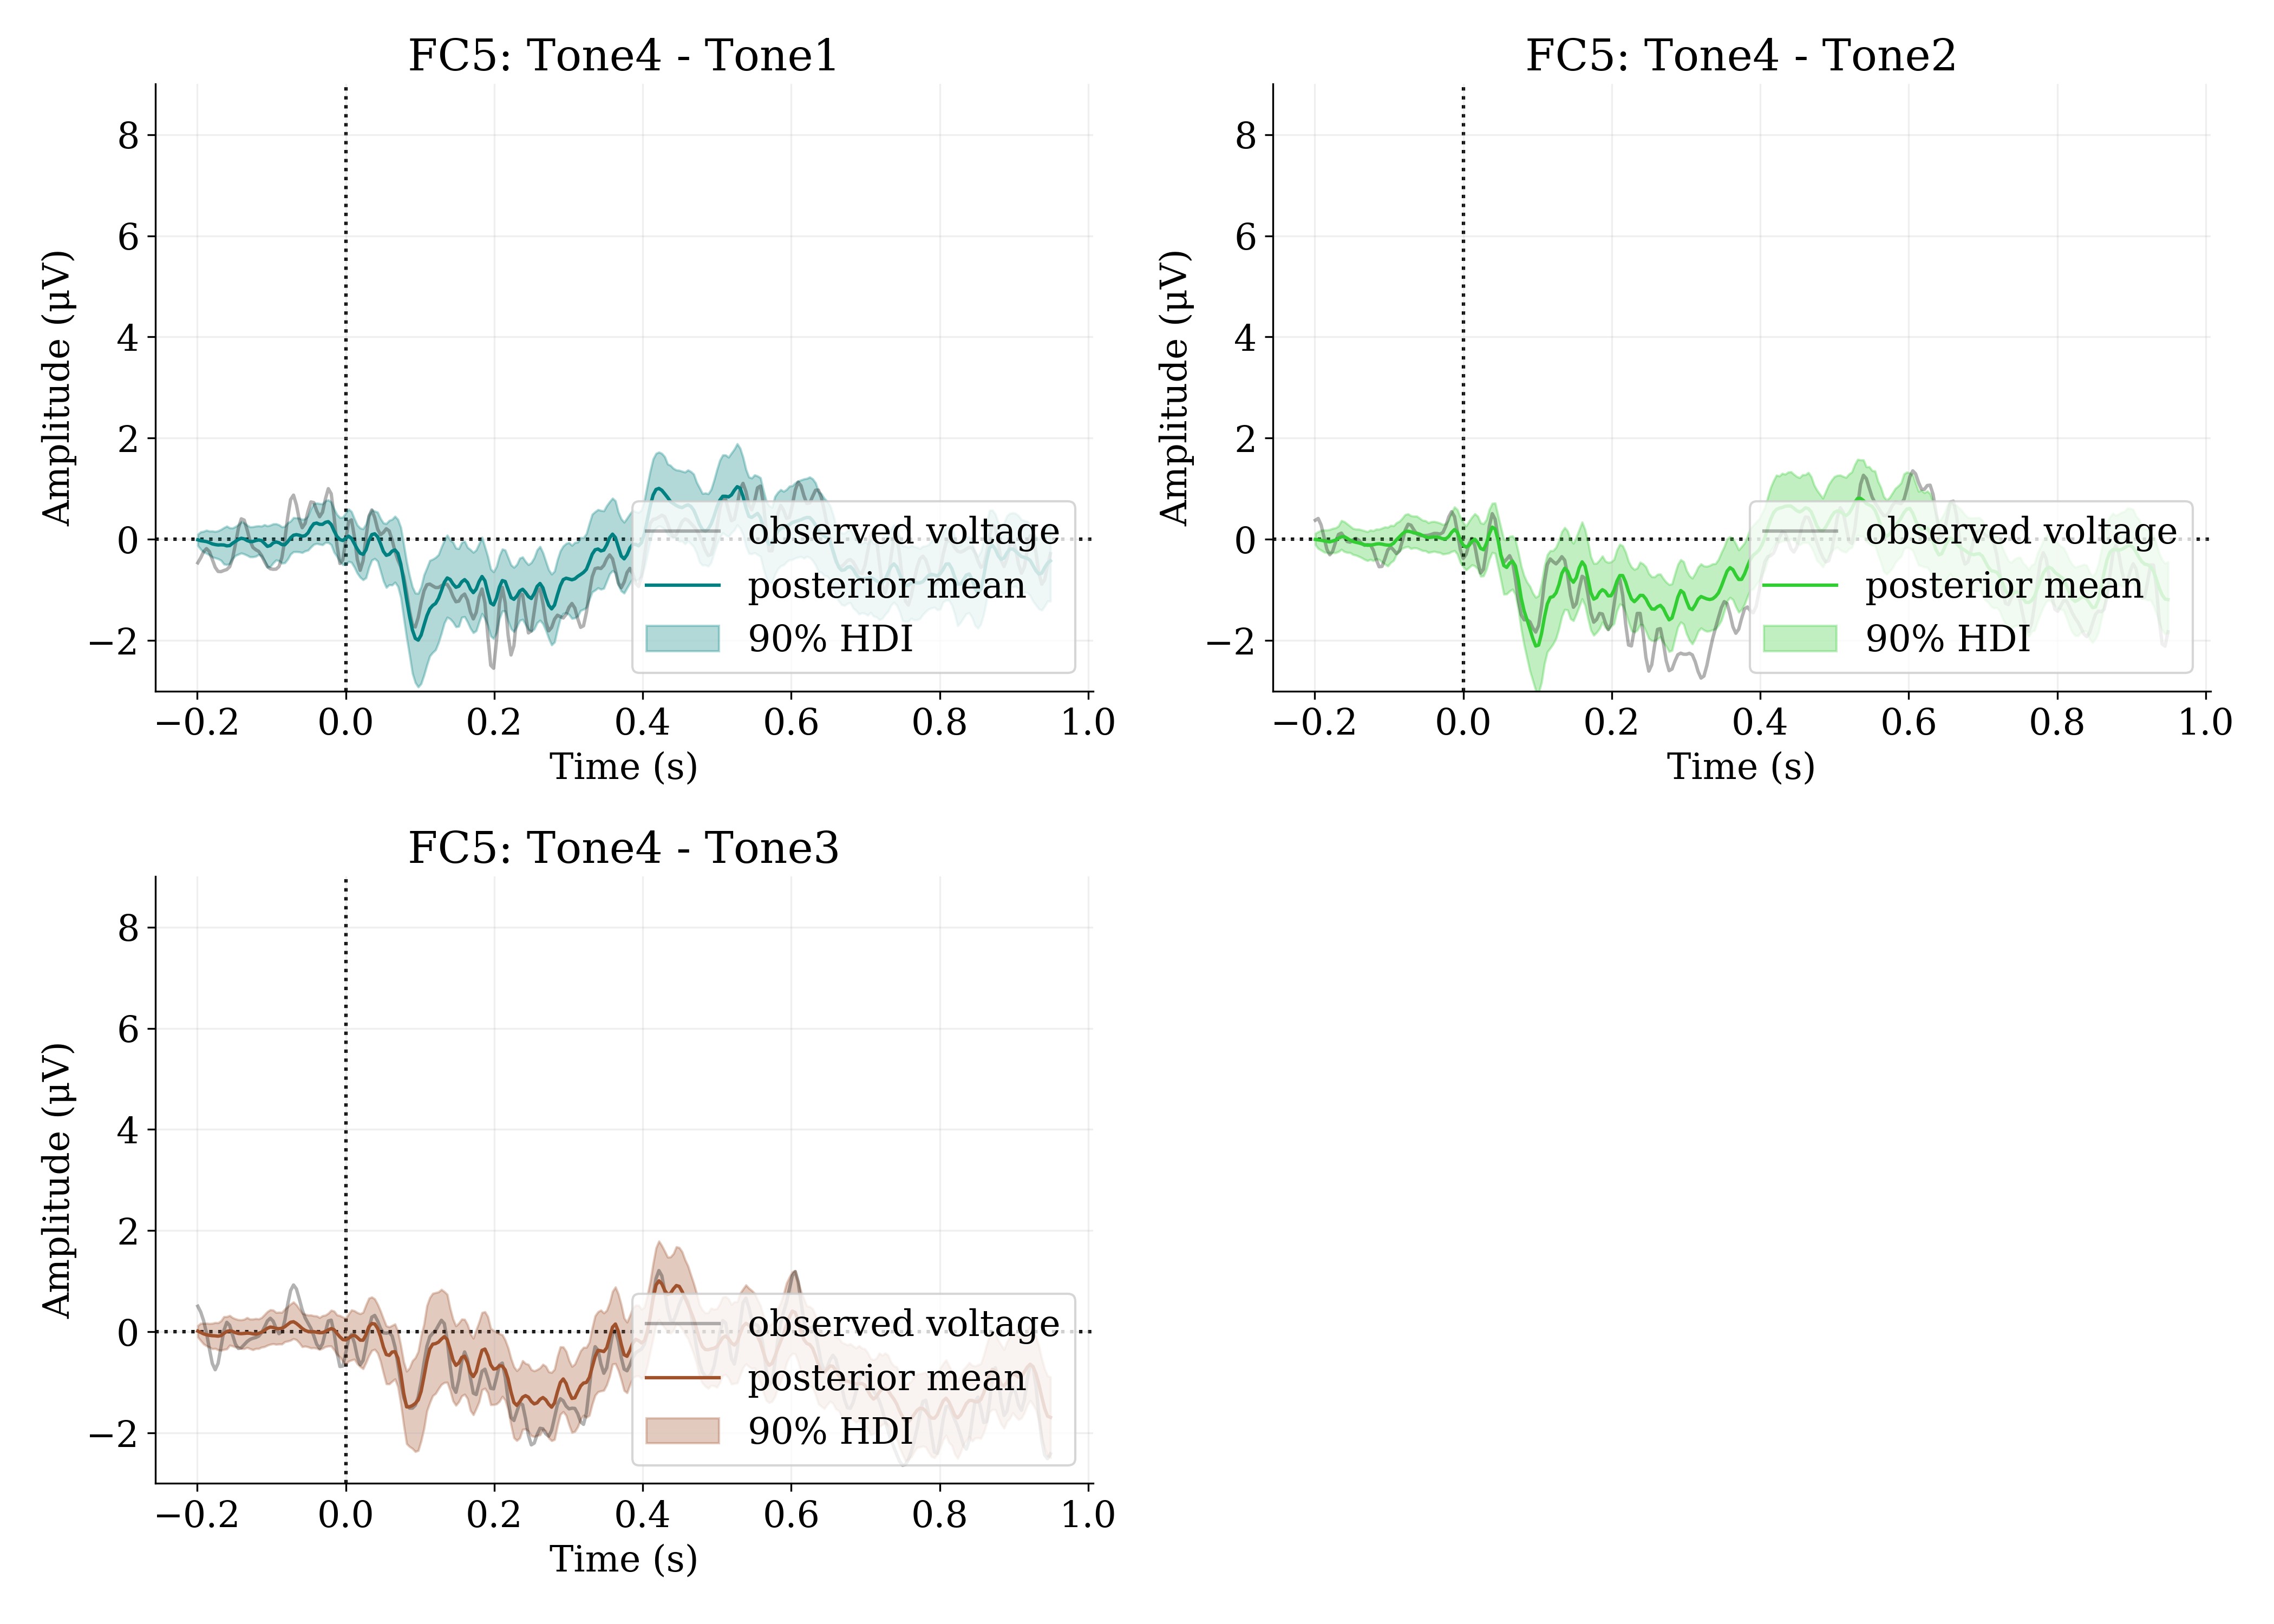 FC5: Tone4 - Tone1
Amplitude (μV)
8
6
4
2
0
−2
observed voltage
posterior mean
90% HDI
−0.2 0.0 0.2 0.4 0.6 0.8 1.0
Time (s)
FC5: Tone4 - Tone2
Amplitude (μV)
8
6
4
2
0
−2
observed voltage
posterior mean
90% HDI
−0.2 0.0 0.2 0.4 0.6 0.8 1.0
Time (s)
FC5: Tone4 - Tone3
Amplitude (μV)
8
6
4
2
0
−2
observed voltage
posterior mean
90% HDI
−0.2 0.0 0.2 0.4 0.6 0.8 1.0
Time (s)